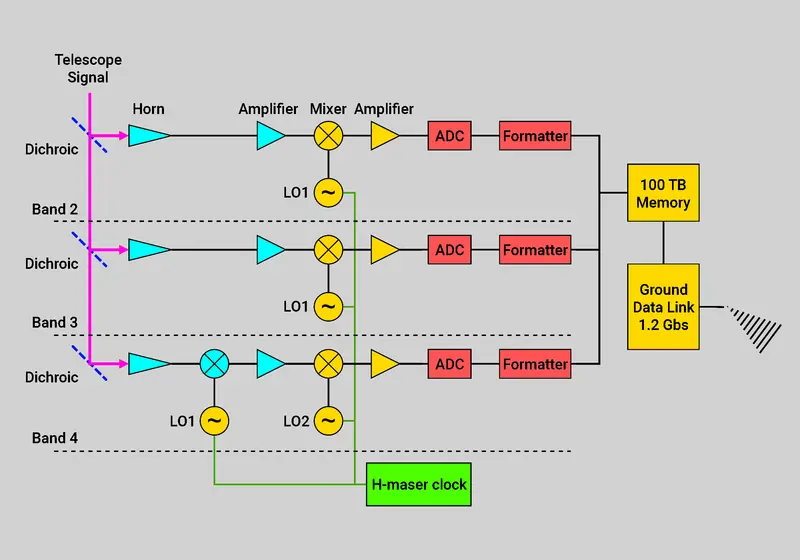 Telescope
Signal
Horn
Amplifier
Mixer
Amplifier
Dichroic
ADC
Formatter
LO1
~
Band 2
100 TB
Memory
Dichroic
ADC
Formatter
LO1
~
Band 3
Ground
Data Link
1.2 Gbs
Dichroic
ADC
Formatter
LO1
~
LO2
~
Band 4
H-maser clock